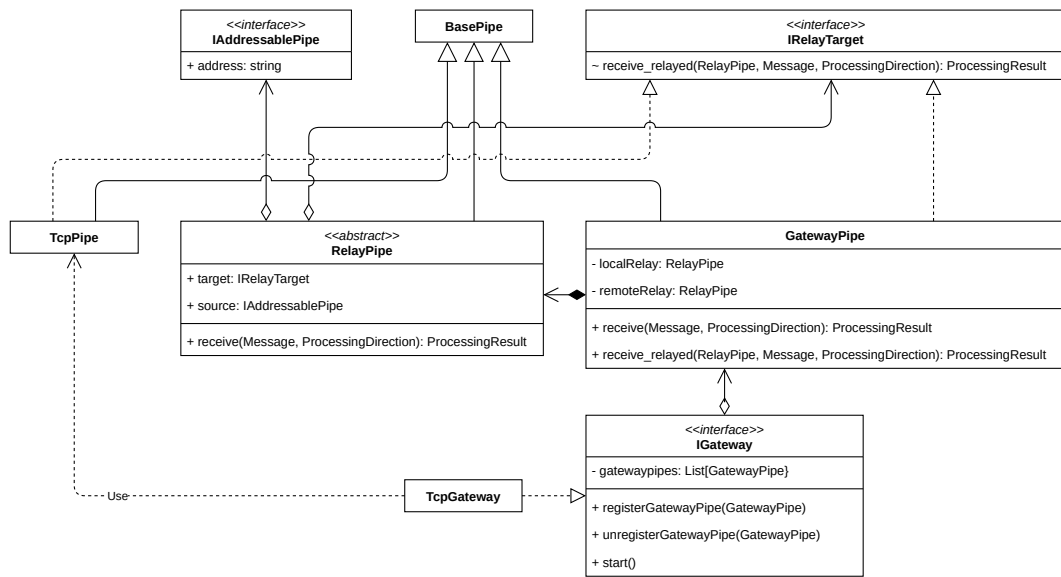 <<interface>>
IAddressablePipe
+ address: string
BasePipe
<<interface>>
IRelayTarget
~ receive_relayed(RelayPipe, Message, ProcessingDirection): ProcessingResult
TcpPipe
<<abstract>>
RelayPipe
+ target: IRelayTarget
+ source: IAddressablePipe
+ receive(Message, ProcessingDirection): ProcessingResult
GatewayPipe
- localRelay: RelayPipe
- remoteRelay: RelayPipe
+ receive(Message, ProcessingDirection): ProcessingResult
+ receive_relayed(RelayPipe, Message, ProcessingDirection): ProcessingResult
<<interface>>
IGateway
- gatewaypipes: List[GatewayPipe}
+ registerGatewayPipe(GatewayPipe)
+ unregisterGatewayPipe(GatewayPipe)
+ start()
Use
TcpGateway